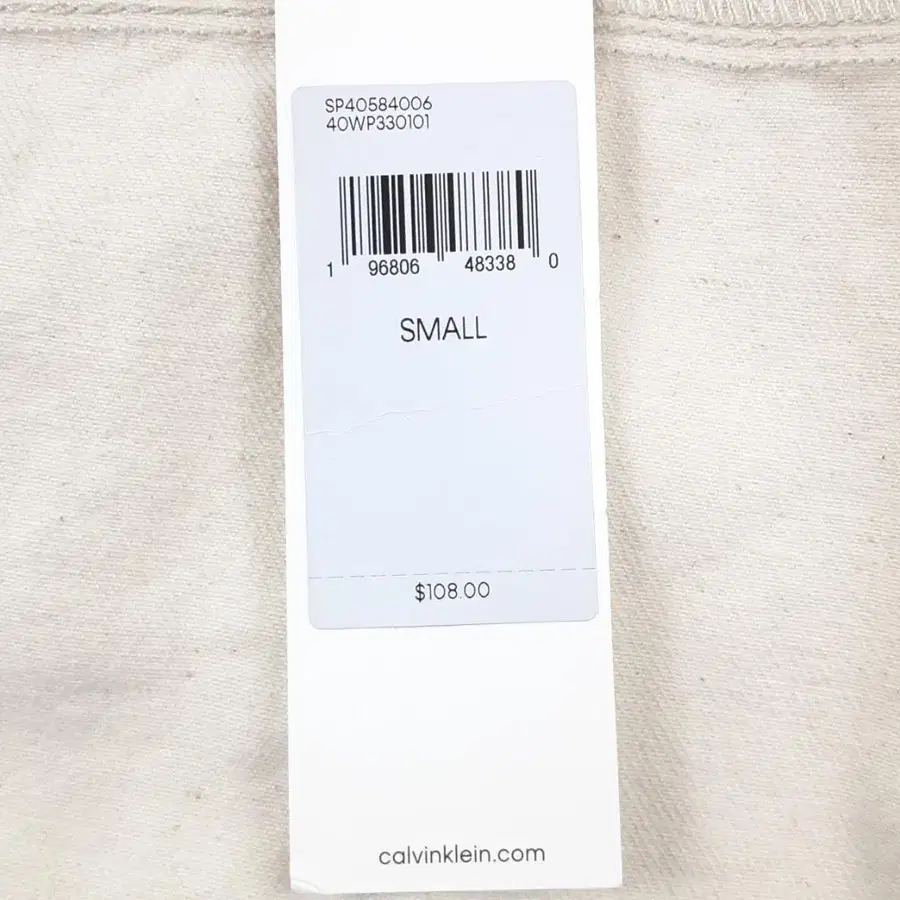 SP40584006
40WP330101
1 96806 48338 0
SMALL
$108.00
calvinklein.com